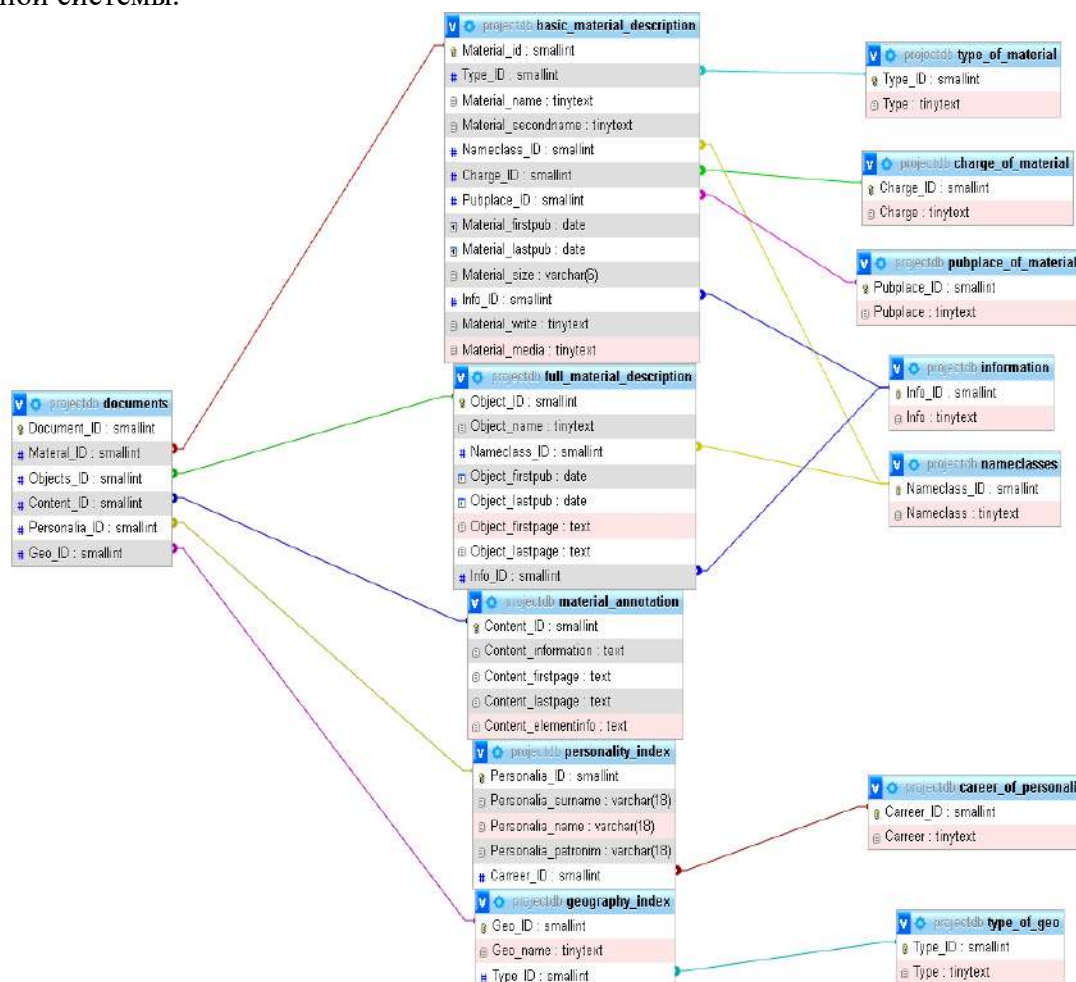 ной системы.
projectdb basic_material_description
Material_id : smallint
Type_ID : smallint
Material_name : tinytext
Material_secondname : tinytext
Nameclass_ID : smallint
Charge_ID : smallint
Pubplace_ID : smallint
Material_firstpub : date
Material_lastpub : date
Material_size : varchar(6)
Info_ID : smallint
Material_write : tinytext
Material_media : tinytext
projectdb type_of_material
Type_ID : smallint
Type : tinytext
projectdb charge_of_material
Charge_ID : smallint
Charge : tinytext
projectdb pubplace_of_material
Pubplace_ID : smallint
Pubplace : tinytext
projectdb information
Info_ID : smallint
Info : tinytext
projectdb nameclasses
Nameclass_ID : smallint
Nameclass : tinytext
projectdb documents
Document_ID : smallint
Materal_ID : smallint
Objects_ID : smallint
Content_ID : smallint
Personalia_ID : smallint
Geo_ID : smallint
projectdb full_material_description
Object_ID : smallint
Object_name : tinytext
Nameclass_ID : smallint
Object_firstpub : date
Object_lastpub : date
Object_firstpage : text
Object_lastpage : text
Info_ID : smallint
projectdb material_annotation
Content_ID : smallint
Content_information : text
Content_firstpage : text
Content_lastpage : text
Content_elementinfo : text
projectdb personality_index
Personalia_ID : smallint
Personalia_surname : varchar(18)
Personalia_name : varchar(18)
Personalia_patronim : varchar(18)
Carreer_ID : smallint
projectdb career_of_personali
Carreer_ID : smallint
Carreer : tinytext
projectdb geography_index
Geo_ID : smallint
Geo_name : tinytext
Type_ID : smallint
projectdb type_of_geo
Type_ID : smallint
Type : tinytext